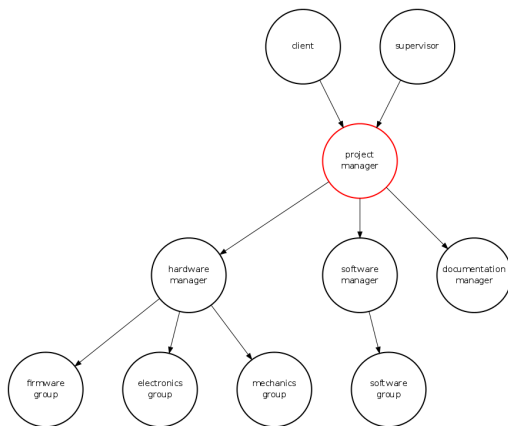 client
supervisor
project
manager
hardware
manager
software
manager
documentation
manager
firmware
group
electronics
group
mechanics
group
software
group